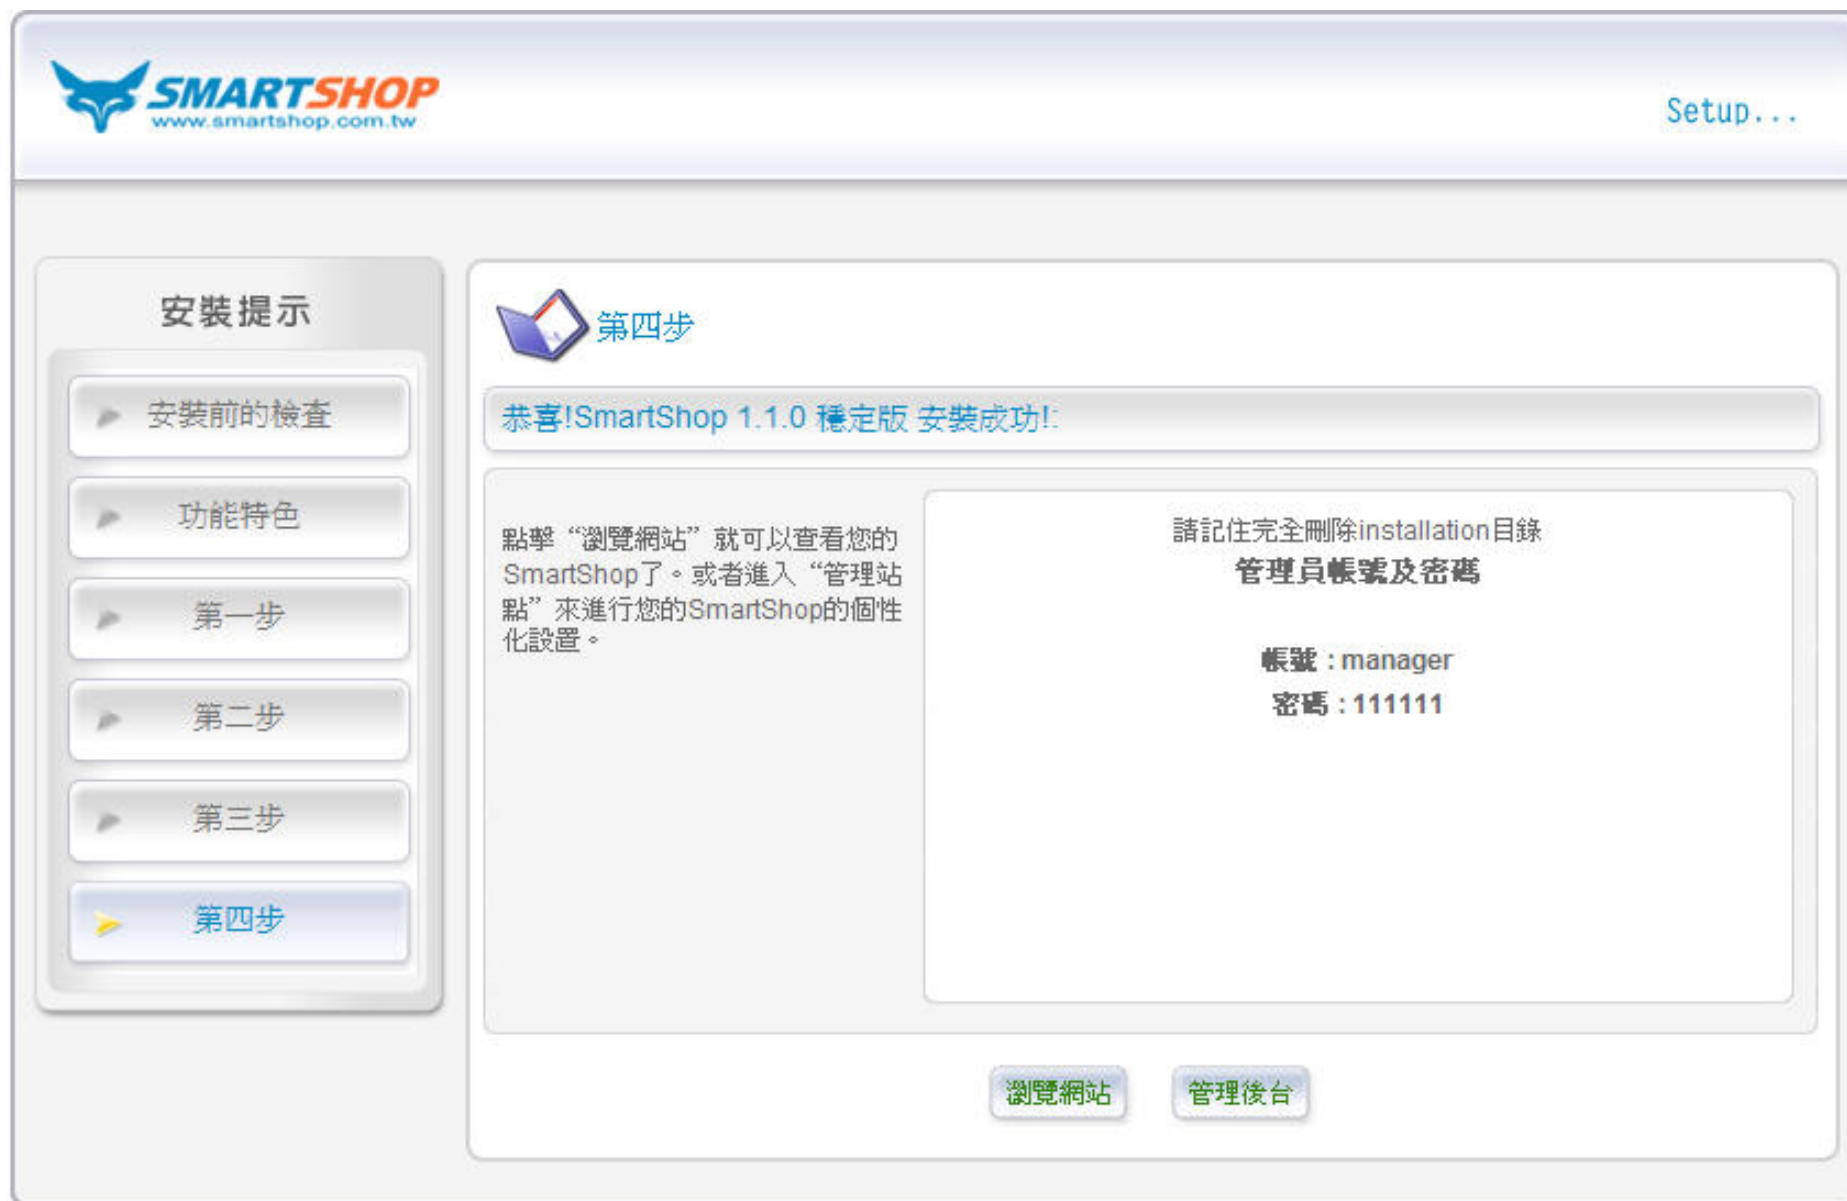 SMARTSHOP
www.smartshop.com.tw
Setup...
安裝提示
安裝前的檢查
功能特色
第一步
第二步
第三步
第四步
第四步
恭喜!SmartShop 1.1.0 穩定版 安裝成功!:
點擊“瀏覽網站”就可以查看您的
SmartShop了。或者進入“管理站
點”來進行您的SmartShop的個性
化設置。
請記住完全刪除installation目錄
管理員帳號及密碼
帳號 : manager
密碼 : 111111
瀏覽網站
管理後台